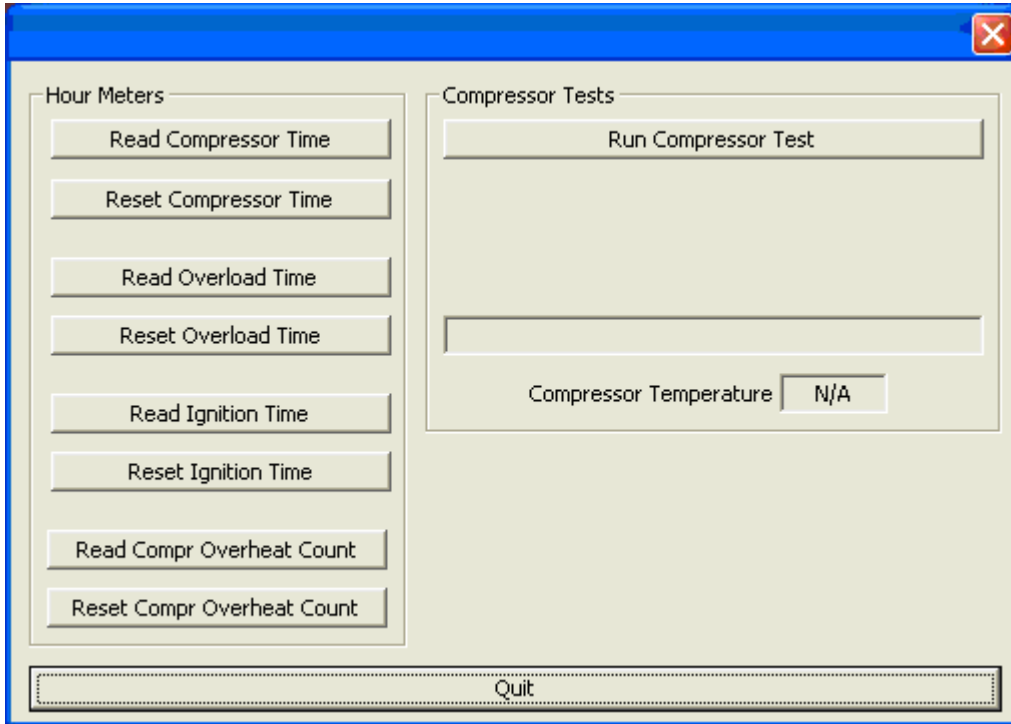 Hour Meters
Read Compressor Time
Reset Compressor Time
Read Overload Time
Reset Overload Time
Read Ignition Time
Reset Ignition Time
Read Compr Overheat Count
Reset Compr Overheat Count
Compressor Tests
Run Compressor Test
Compressor Temperature N/A
Quit